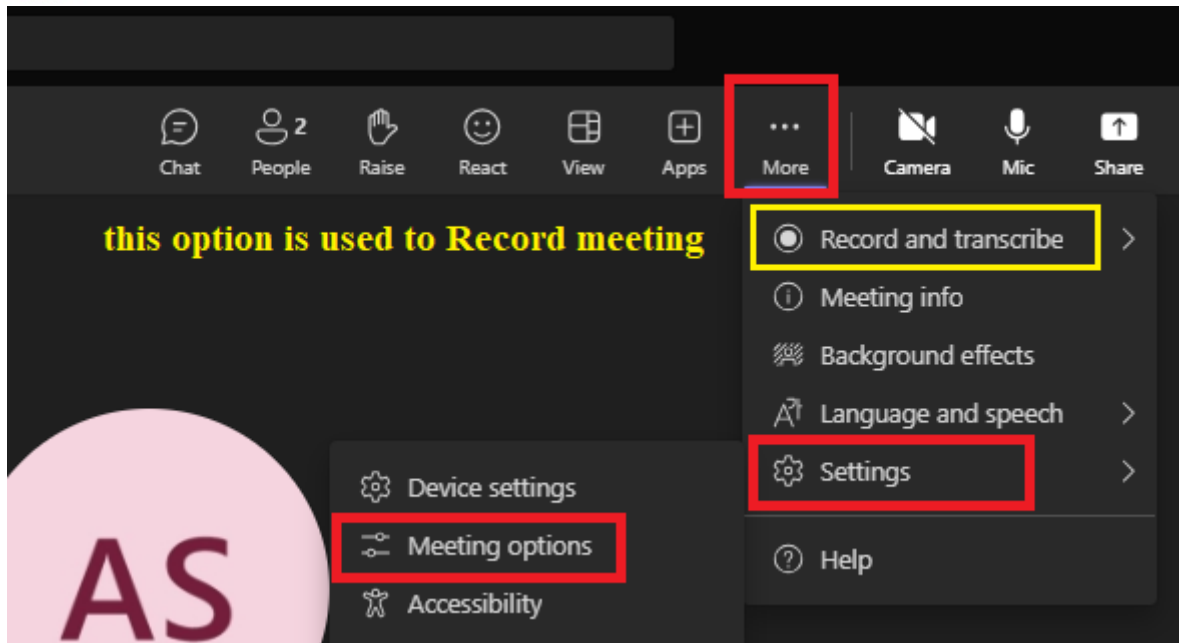 2
Chat People Raise React View Apps More Camera Mic Share
this option is used to Record meeting
Record and transcribe
Meeting info
Background effects
Language and speech
Settings
Help
Device settings
Meeting options
Accessibility
AS